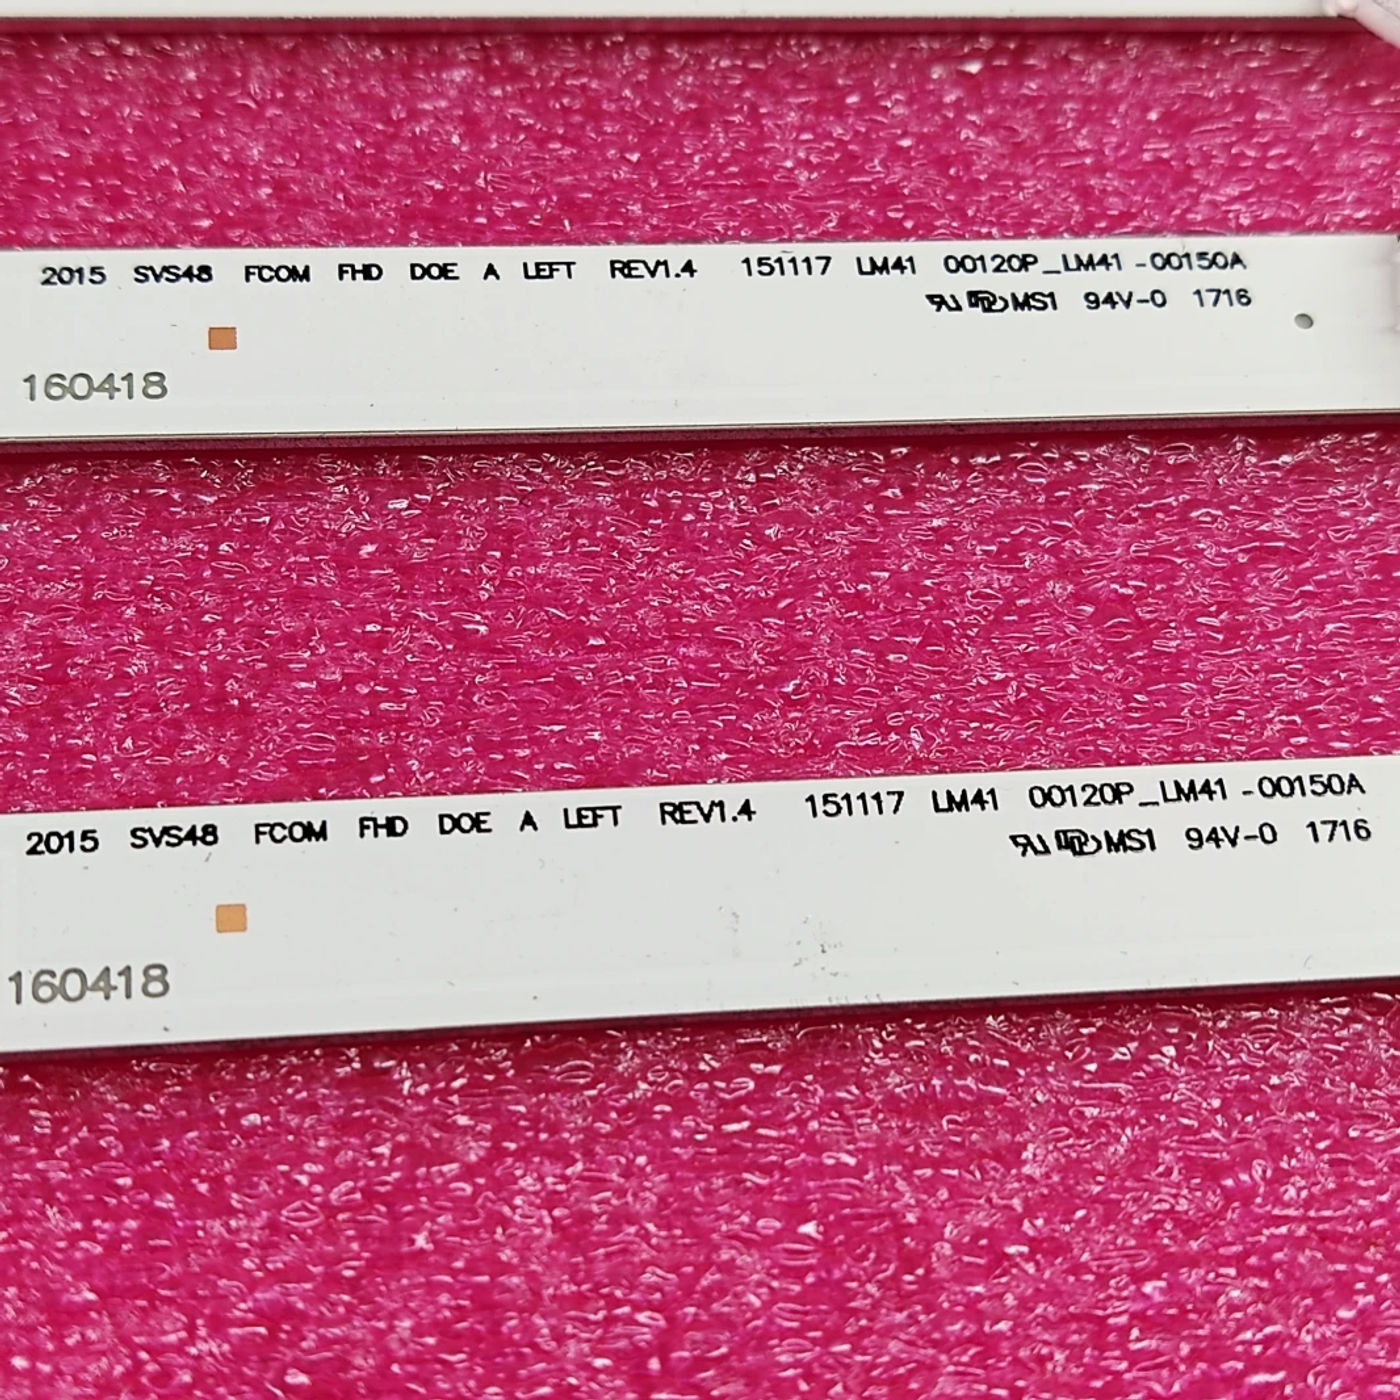 2015 SVS48 FCOM FHD DOE A LEFT REV1.4 151117 LM41 00120P_LM41 -00150A
MS1 94V-0 1716
160418
2015 SVS48 FCOM FHD DOE A LEFT REV1.4 151117 LM41 00120P_LM41 -00150A
MS1 94V-0 1716
160418